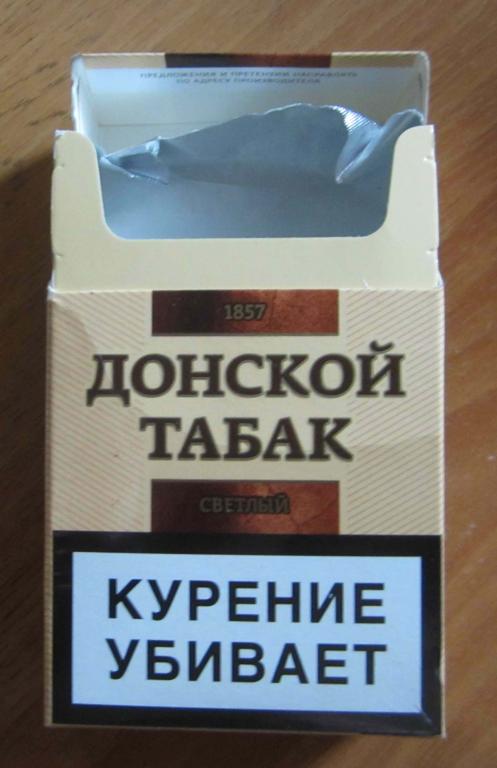 ПРЕДЛОЖЕНИЯ И ПРЕТЕНЗИИ НАПРАВЛЯТЬ
ПО АДРЕСУ ПРОИЗВОДИТЕЛЯ
1857
ДОНСКОЙ
ТАБАК
СВЕТЛЫЙ
КУРЕНИЕ
УБИВАЕТ